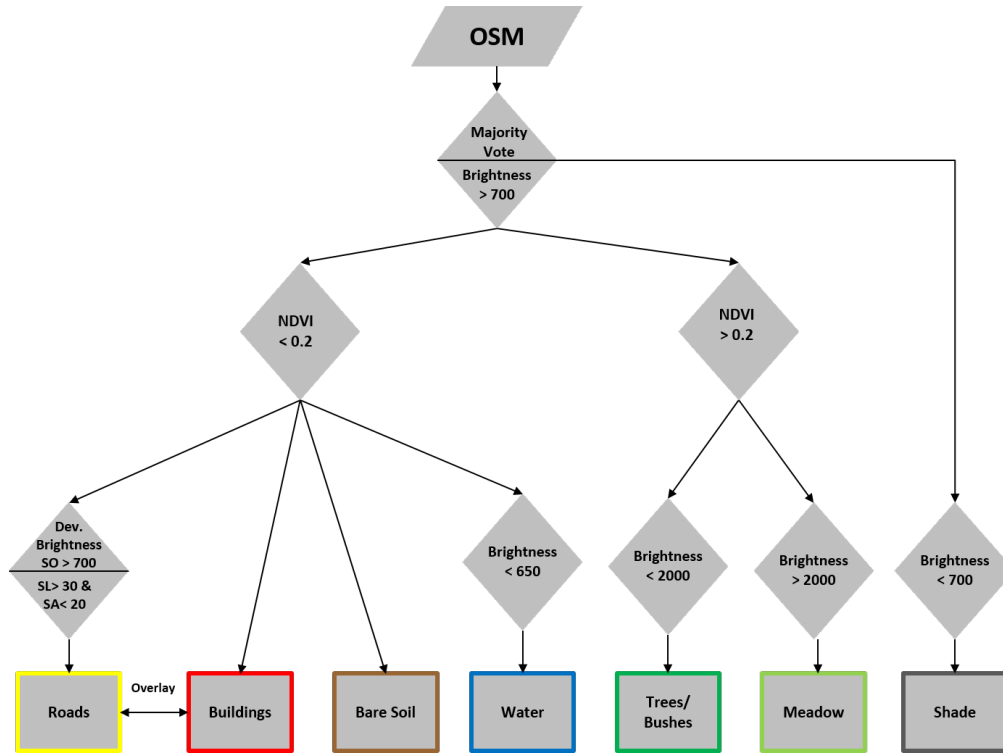 OSM
Majority
Vote
Brightness
> 700
NDVI
< 0.2
NDVI
> 0.2
Dev.
Brightness
SO > 700
SL> 30 &
SA< 20
Brightness
< 650
Brightness
< 2000
Brightness
> 2000
Brightness
< 700
Roads
Overlay
Buildings
Bare Soil
Water
Trees/
Bushes
Meadow
Shade